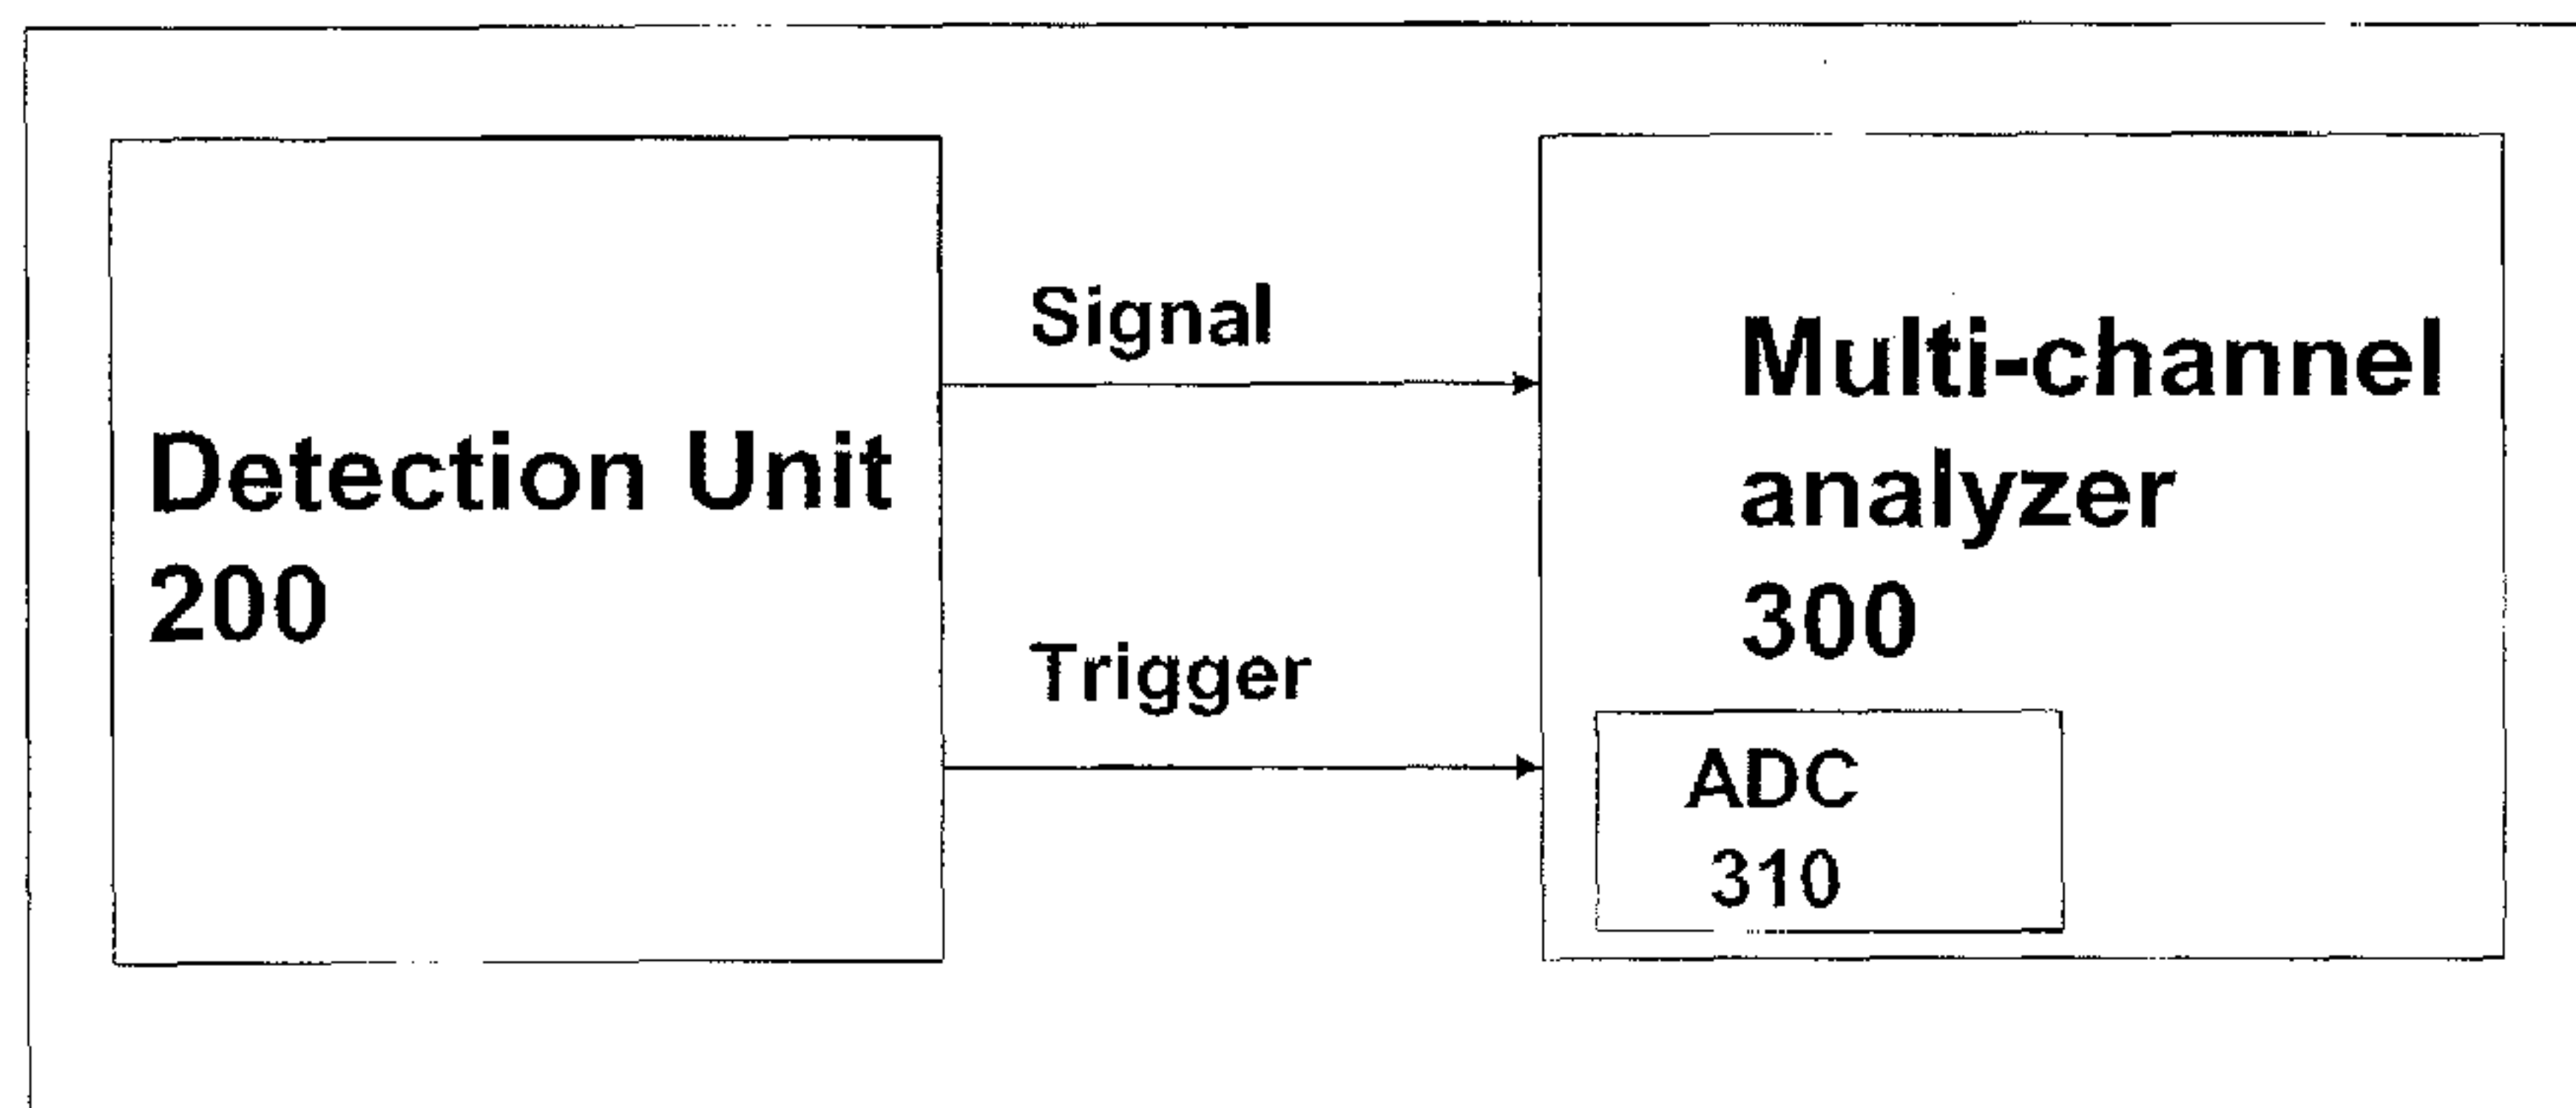 Detection Unit
200
Signal
Trigger
Multi-channel
analyzer
300
ADC
310